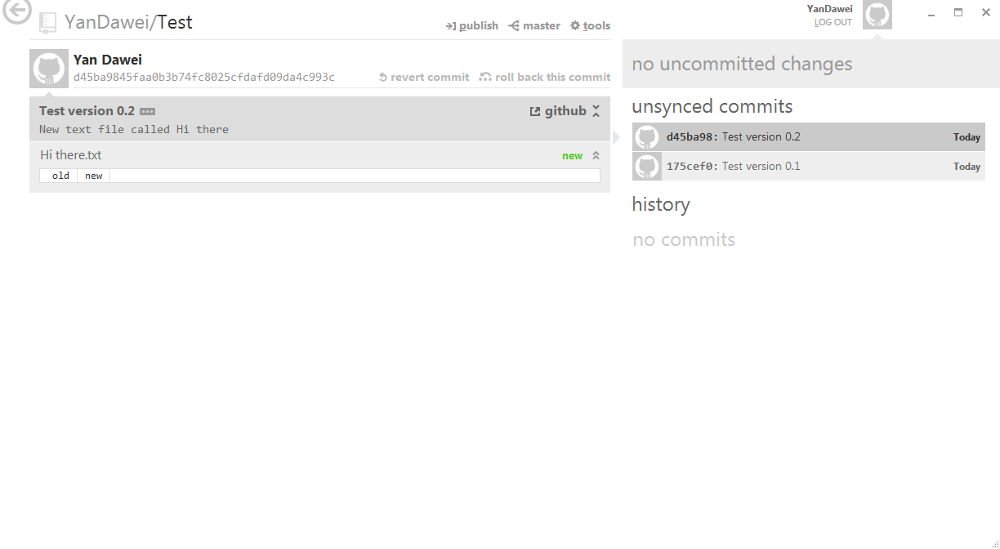 YanDawei/Test
publish
master
tools
YanDawei
LOG OUT
Yan Dawei
d45ba9845faa0b3b74fc8025cfdafd09da4c993c
revert commit
roll back this commit
Test version 0.2
github
New text file called Hi there
Hi there.txt
new
old
new
no uncommitted changes
unsynced commits
d45ba98: Test version 0.2
Today
175cef0: Test version 0.1
Today
history
no commits